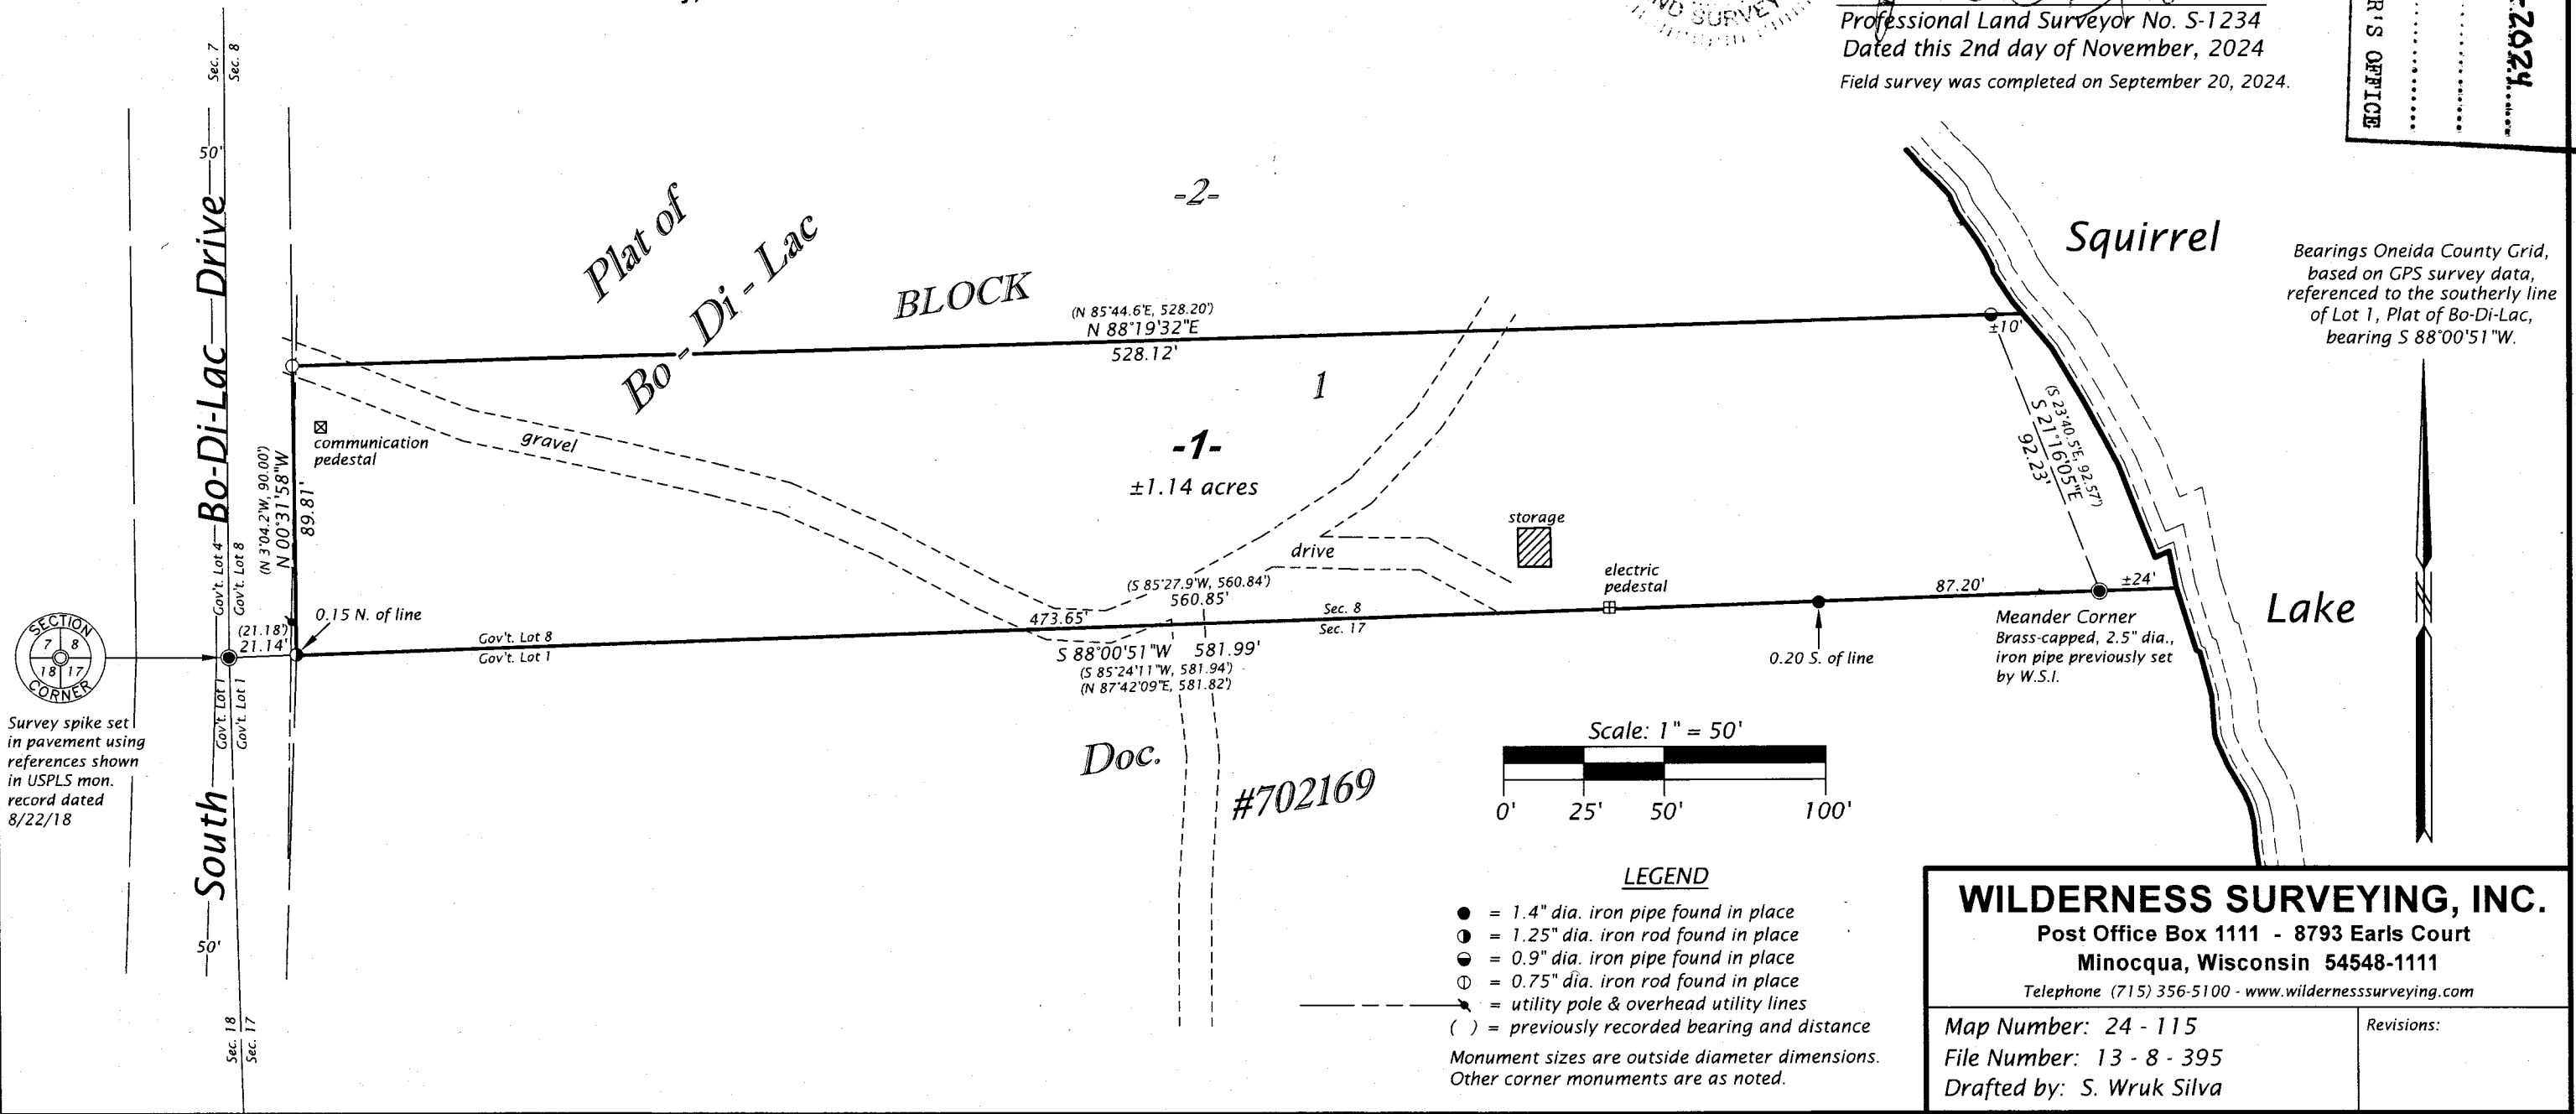 ND SURVEY
Professional Land Surveyor No. S-1234
Dated this 2nd day of November, 2024
Field survey was completed on September 20, 2024.
R'S OFFICE
-2024
Sec. 7
Sec. 8
50'
South Bo-Di-Lac Drive
50'
Plat of
Bo - Di - Lac
-2-
BLOCK
1
(N 85°44.6'E, 528.20')
N 88°19'32"E
528.12'
±10'
Squirrel
Lake
Bearings Oneida County Grid,
based on GPS survey data,
referenced to the southerly line
of Lot 1, Plat of Bo-Di-Lac,
bearing S 88°00'51"W.
(S 23°40.5'E, 92.57')
S 21°16'05"E
92.23'
communication
pedestal
gravel
-1-
±1.14 acres
(N 3°04.2'W, 90.00')
N 00°31'58"W
89.81'
Gov't. Lot 4
Gov't. Lot 8
storage
drive
electric
pedestal
(S 85°27.9'W, 560.84')
560.85'
473.65'
Sec. 8
Sec. 17
87.20'
±24'
0.15 N. of line
(21.18')
21.14'
Gov't. Lot 8
Gov't. Lot 1
S 88°00'51"W 581.99'
(S 85°24'11"W, 581.94')
(N 87°42'09"E, 581.82')
0.20 S. of line
Meander Corner
Brass-capped, 2.5" dia.,
iron pipe previously set
by W.S.I.
SECTION
7 8
18 17
CORNER
Gov't. Lot 1
Gov't. Lot 1
Survey spike set
in pavement using
references shown
in USPLS mon.
record dated
8/22/18
Doc.
#702169
Scale: 1" = 50'
0' 25' 50' 100'
Sec. 18
Sec. 17
LEGEND
= 1.4" dia. iron pipe found in place
= 1.25" dia. iron rod found in place
= 0.9" dia. iron pipe found in place
= 0.75" dia. iron rod found in place
= utility pole & overhead utility lines
( ) = previously recorded bearing and distance
Monument sizes are outside diameter dimensions.
Other corner monuments are as noted.
WILDERNESS SURVEYING, INC.
Post Office Box 1111 - 8793 Earls Court
Minocqua, Wisconsin 54548-1111
Telephone (715) 356-5100 - www.wildernesssurveying.com
Map Number: 24 - 115
File Number: 13 - 8 - 395
Drafted by: S. Wruk Silva
Revisions: